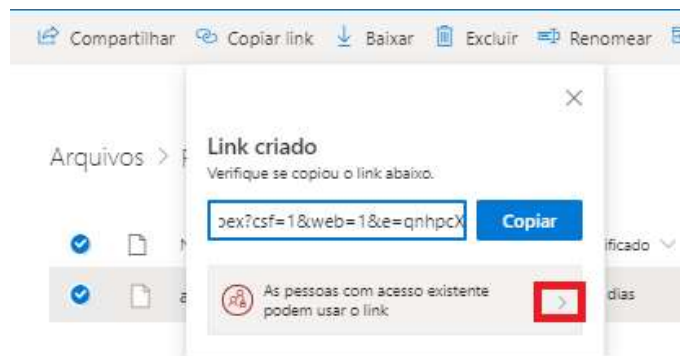 Compartilhar Copiar link Baixar Excluir Renomear
Link criado
Verifique se copiou o link abaixo.
Arquivos >
pex?csf=1&web=1&e=qnhpcX Copiar
ificado
As pessoas com acesso existente
podem usar o link
dias